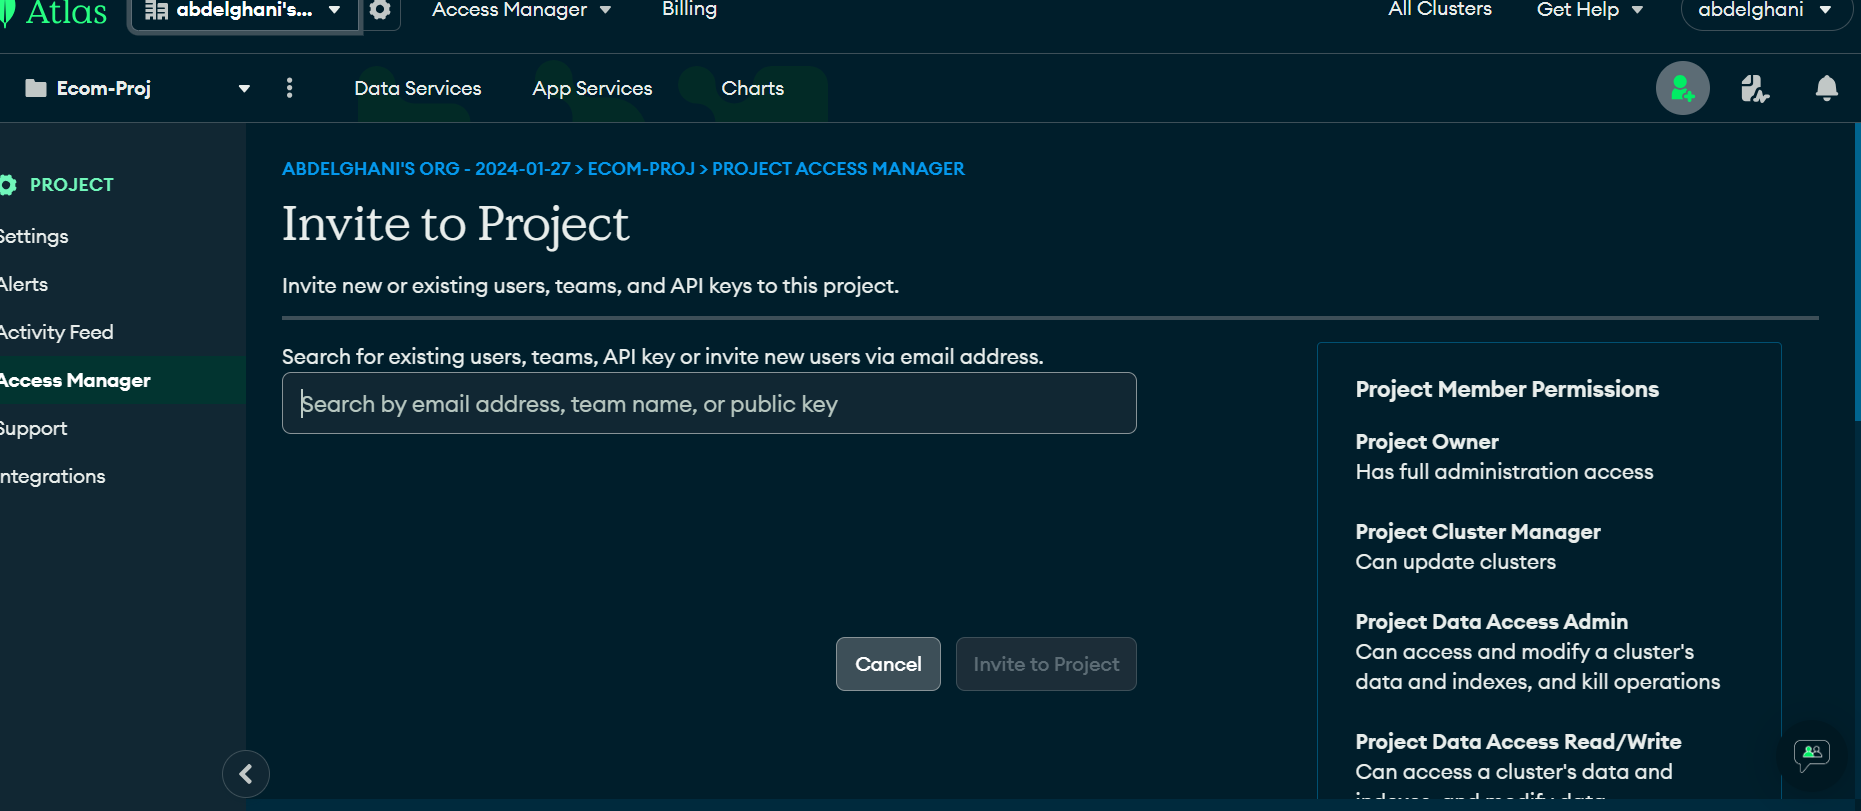 Atlas
abdelghani's...
Access Manager
Billing
All Clusters
Get Help
abdelghani
Ecom-Proj
Data Services
App Services
Charts
PROJECT
Settings
Alerts
Activity Feed
Access Manager
Support
Integrations
ABDELGHANI'S ORG - 2024-01-27 > ECOM-PROJ > PROJECT ACCESS MANAGER
Invite to Project
Invite new or existing users, teams, and API keys to this project.
Search for existing users, teams, API key or invite new users via email address.
Search by email address, team name, or public key
Cancel
Invite to Project
Project Member Permissions
Project Owner
Has full administration access
Project Cluster Manager
Can update clusters
Project Data Access Admin
Can access and modify a cluster's
data and indexes, and kill operations
Project Data Access Read/Write
Can access a cluster's data and
indexes, and modify data